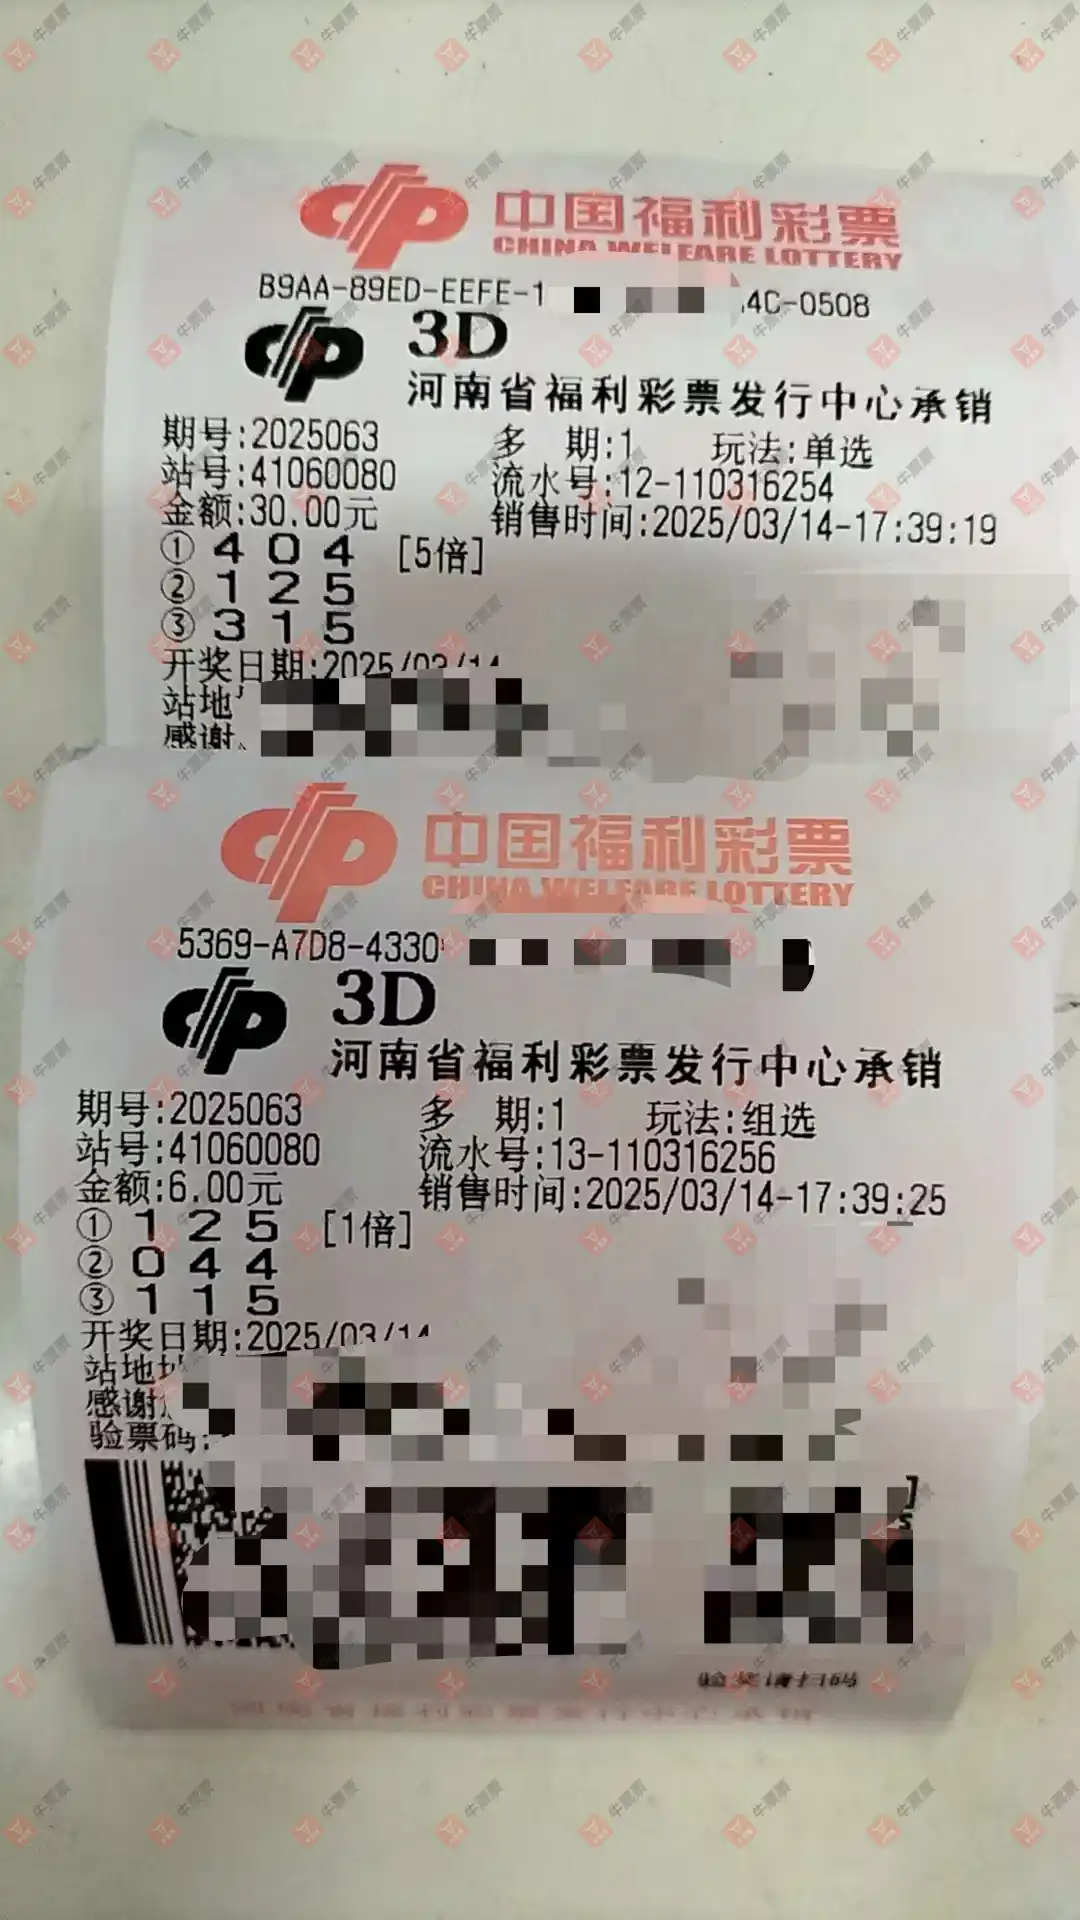 中国福利彩票
CHINA WELFARE LOTTERY
B9AA-89ED-EEFE-1 4C-0508
3D
河南省福利彩票发行中心承销
期号:2025063 多 期:1 玩法:单选
站号:41060080 流水号:12-110316254
金额:30.00元 销售时间:2025/03/14-17:39:19
① 4 0 4 [5倍]
② 1 2 5
③ 3 1 5
开奖日期:2025/03/14
站地
感谢
中国福利彩票
CHINA WELFARE LOTTERY
5369-A7D8-4330
3D
河南省福利彩票发行中心承销
期号:2025063 多 期:1 玩法:组选
站号:41060080 流水号:13-110316256
金额:6.00元 销售时间:2025/03/14-17:39:25
① 1 2 5 [1倍]
② 0 4 4
③ 1 1 5
开奖日期:2025/03/14
站地址
感谢
验票码:
验奖请扫码
牛票票